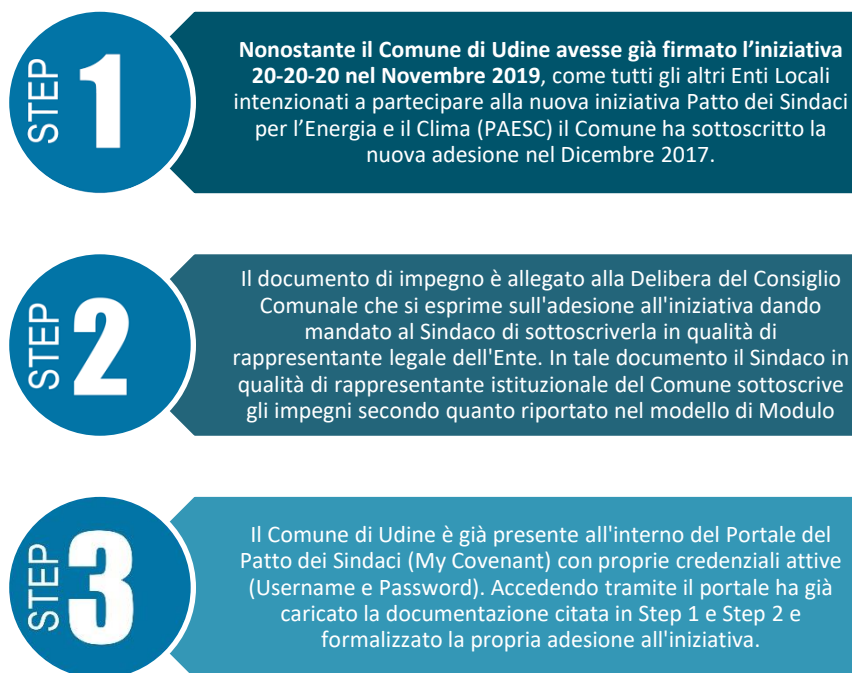 STEP 1
Nonostante il Comune di Udine avesse già firmato l’iniziativa
20-20-20 nel Novembre 2019, come tutti gli altri Enti Locali
intenzionati a partecipare alla nuova iniziativa Patto dei Sindaci
per l’Energia e il Clima (PAESC) il Comune ha sottoscritto la
nuova adesione nel Dicembre 2017.
STEP 2
Il documento di impegno è allegato alla Delibera del Consiglio
Comunale che si esprime sull'adesione all'iniziativa dando
mandato al Sindaco di sottoscriverla in qualità di
rappresentante legale dell'Ente. In tale documento il Sindaco in
qualità di rappresentante istituzionale del Comune sottoscrive
gli impegni secondo quanto riportato nel modello di Modulo
STEP 3
Il Comune di Udine è già presente all'interno del Portale del
Patto dei Sindaci (My Covenant) con proprie credenziali attive
(Username e Password). Accedendo tramite il portale ha già
caricato la documentazione citata in Step 1 e Step 2 e
formalizzato la propria adesione all'iniziativa.